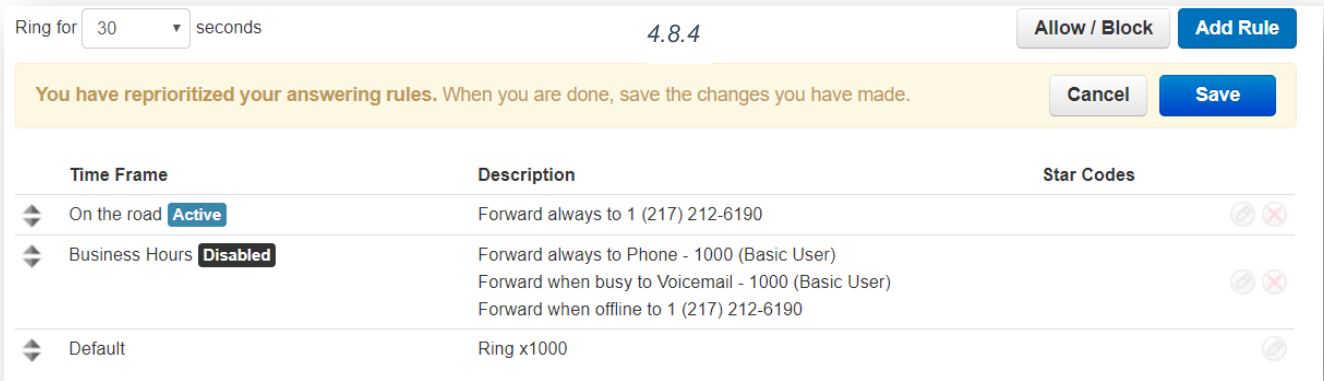 Ring for 30 seconds
4.8.4
Allow / Block
Add Rule
You have reprioritized your answering rules. When you are done, save the changes you have made.
Cancel
Save
Time Frame Description Star Codes
On the road Active Forward always to 1 (217) 212-6190
Business Hours Disabled Forward always to Phone - 1000 (Basic User)
Forward when busy to Voicemail - 1000 (Basic User)
Forward when offline to 1 (217) 212-6190
Default Ring x1000